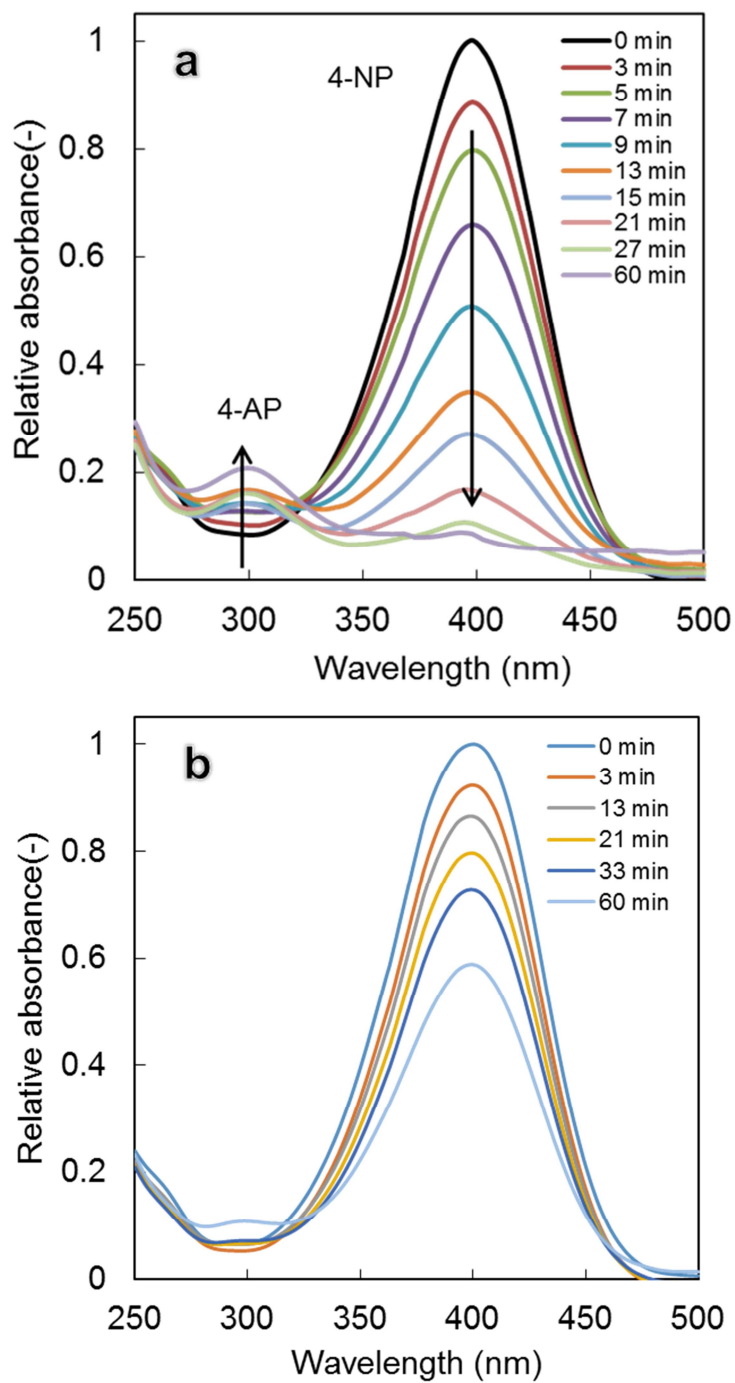 a
4-NP
4-AP
0 min
3 min
5 min
7 min
9 min
13 min
15 min
21 min
27 min
60 min
1
0.8
0.6
0.4
0.2
0
Relative absorbance(-)
250 300 350 400 450 500
Wavelength (nm)
b
0 min
3 min
13 min
21 min
33 min
60 min
1
0.8
0.6
0.4
0.2
0
Relative absorbance(-)
250 300 350 400 450 500
Wavelength (nm)